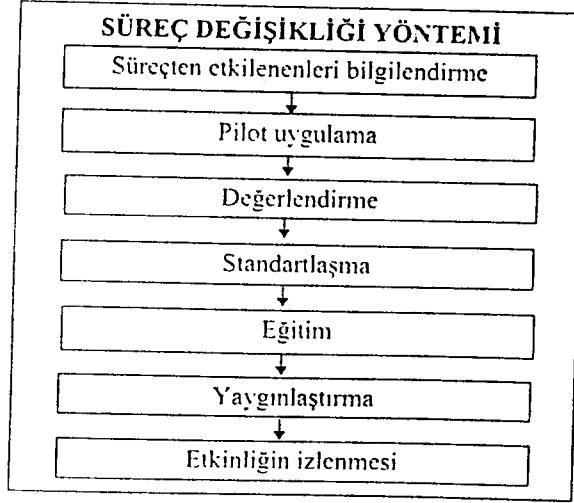 SÜREÇ DEĞİŞİKLİĞİ YÖNTEMİ
Süreçten etkilenenleri bilgilendirme
Pilot uygulama
Değerlendirme
Standartlaşma
Eğitim
Yaygınlaştırma
Etkinliğin izlenmesi